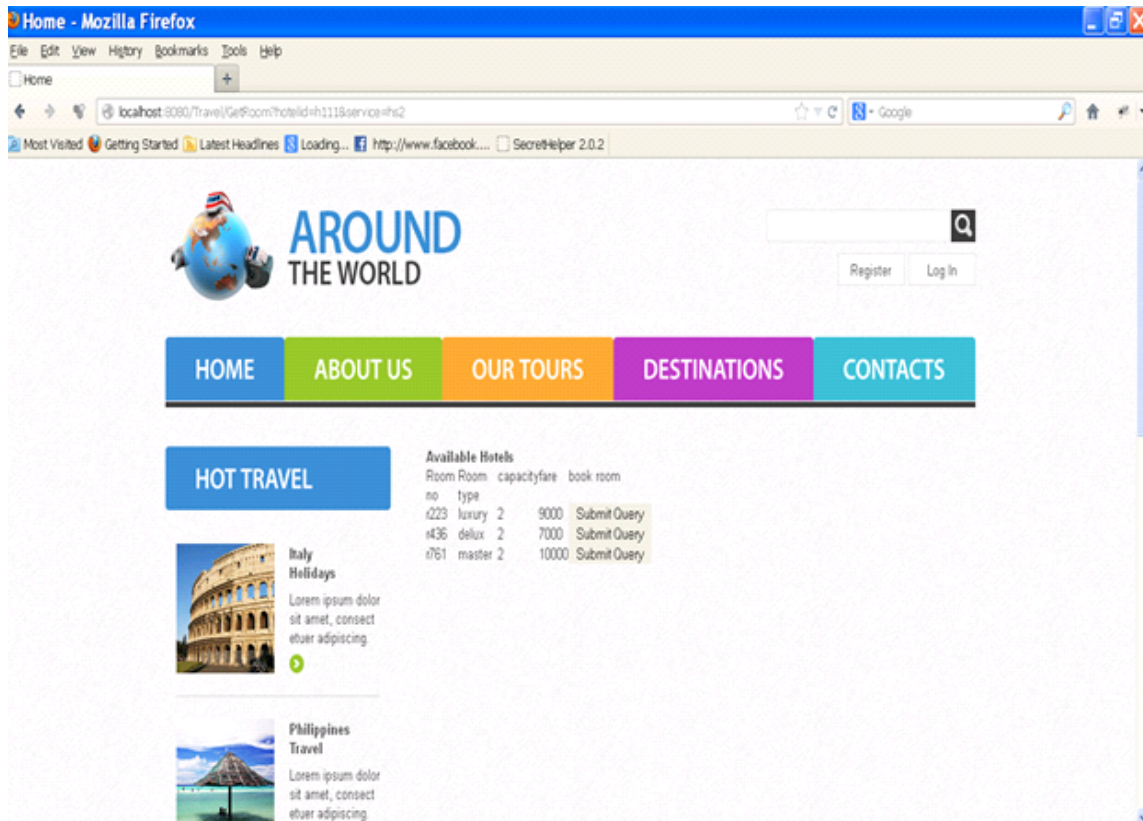 Home - Mozilla Firefox
File Edit View History Bookmarks Tools Help
Home +
localhost:8080/Travel/GetRoom?hotelid=h111&service=hs2
Google
Most Visited Getting Started Latest Headlines Loading... http://www.facebook.... SecretHelper 2.0.2
AROUND
THE WORLD
Register Log In
HOME ABOUT US OUR TOURS DESTINATIONS CONTACTS
HOT TRAVEL
Italy
Holidays
Lorem ipsum dolor
sit amet, consect
etuer adipiscing.
Philippines
Travel
Lorem ipsum dolor
sit amet, consect
etuer adipiscing.
Available Hotels
Room Room capacityfare book room
no type
r223 luxury 2 9000 Submit Query
r436 delux 2 7000 Submit Query
r761 master 2 10000 Submit Query